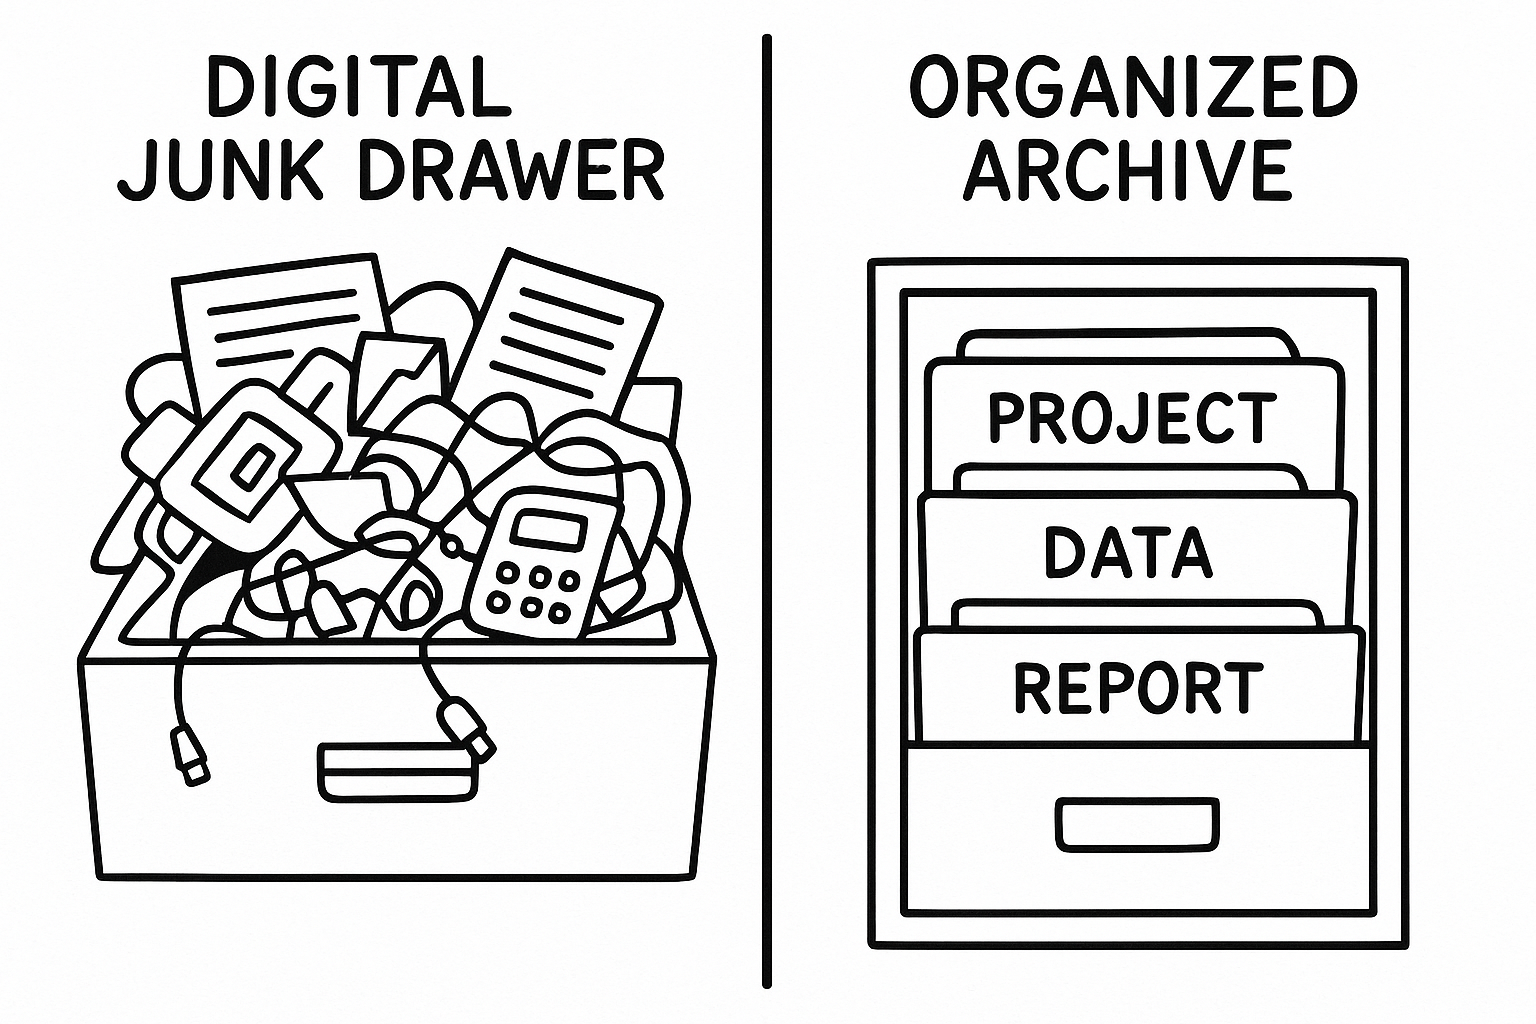 DIGITAL
JUNK DRAWER
ORGANIZED
ARCHIVE
PROJECT
DATA
REPORT